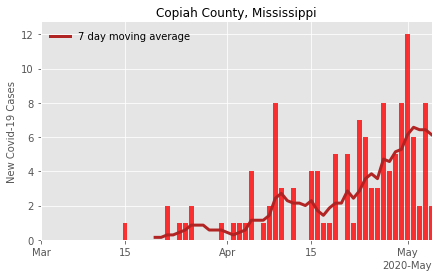 Copiah County, Mississippi
7 day moving average
New Covid-19 Cases
12
10
8
6
4
2
0
Mar
15
Apr
15
May
2020-May